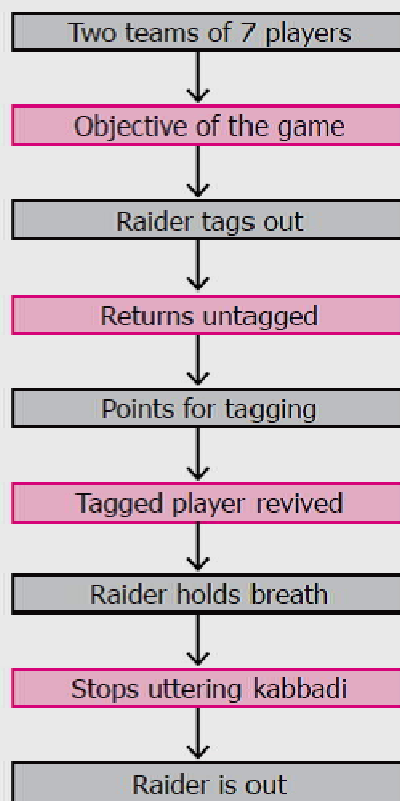 Two teams of 7 players
Objective of the game
Raider tags out
Returns untagged
Points for tagging
Tagged player revived
Raider holds breath
Stops uttering kabbadi
Raider is out